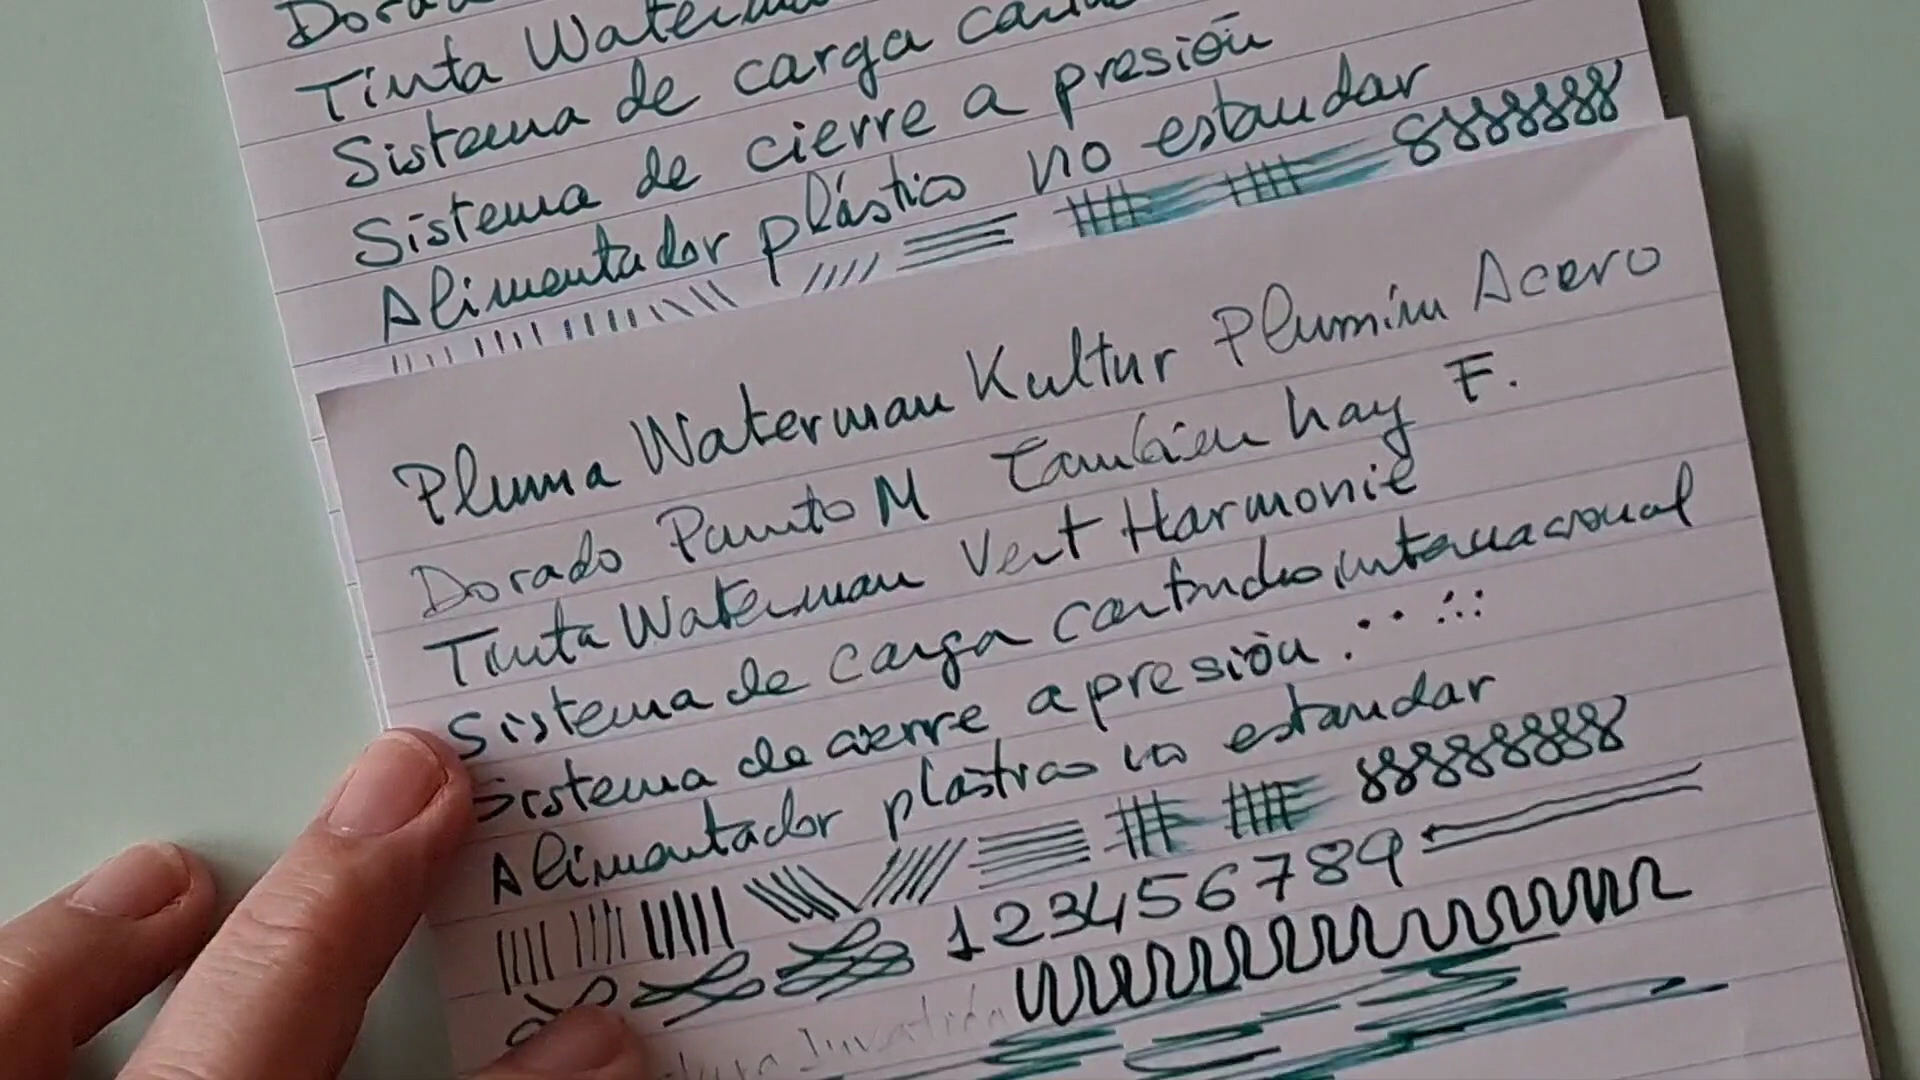 Tinta Waterman
Sistema de carga
Sistema de cierre a presión
Alimentador plástico no estandar
Pluma Waterman Kultur Plumín Acero
Dorado Punto M También hay F.
Tinta Waterman Vert Harmonie
Sistema de carga cartucho internacional
Sistema de cierre a presión
Alimentador plástico no estandar
123456789